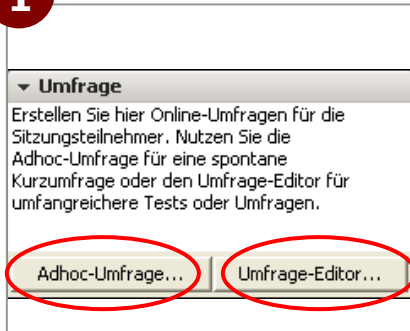 1
Umfrage
Erstellen Sie hier Online-Umfragen für die
Sitzungsteilnehmer. Nutzen Sie die
Adhoc-Umfrage für eine spontane
Kurzumfrage oder den Umfrage-Editor für
umfangreichere Tests oder Umfragen.
Adhoc-Umfrage... Umfrage-Editor...